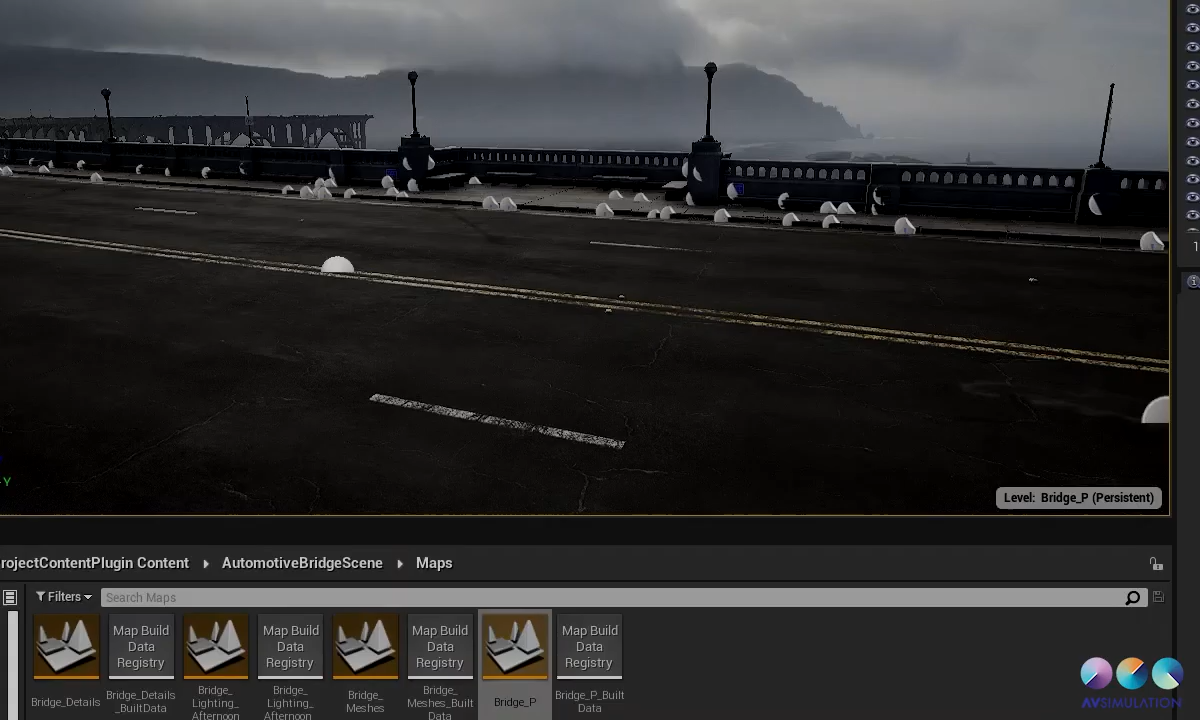 Y
Level: Bridge_P (Persistent)
1
rojectContentPlugin Content AutomotiveBridgeScene Maps
Filters Search Maps
Map Build Data Registry
Map Build Data Registry
Map Build Data Registry
Map Build Data Registry
Bridge_Details
Bridge_Details
_BuiltData
Bridge_
Lighting_
Afternoon
Bridge_
Lighting_
Afternoon
Bridge_
Meshes
Bridge_
Meshes_Built
Data
Bridge_P
Bridge_P_Built
Data
AVSIMULATION